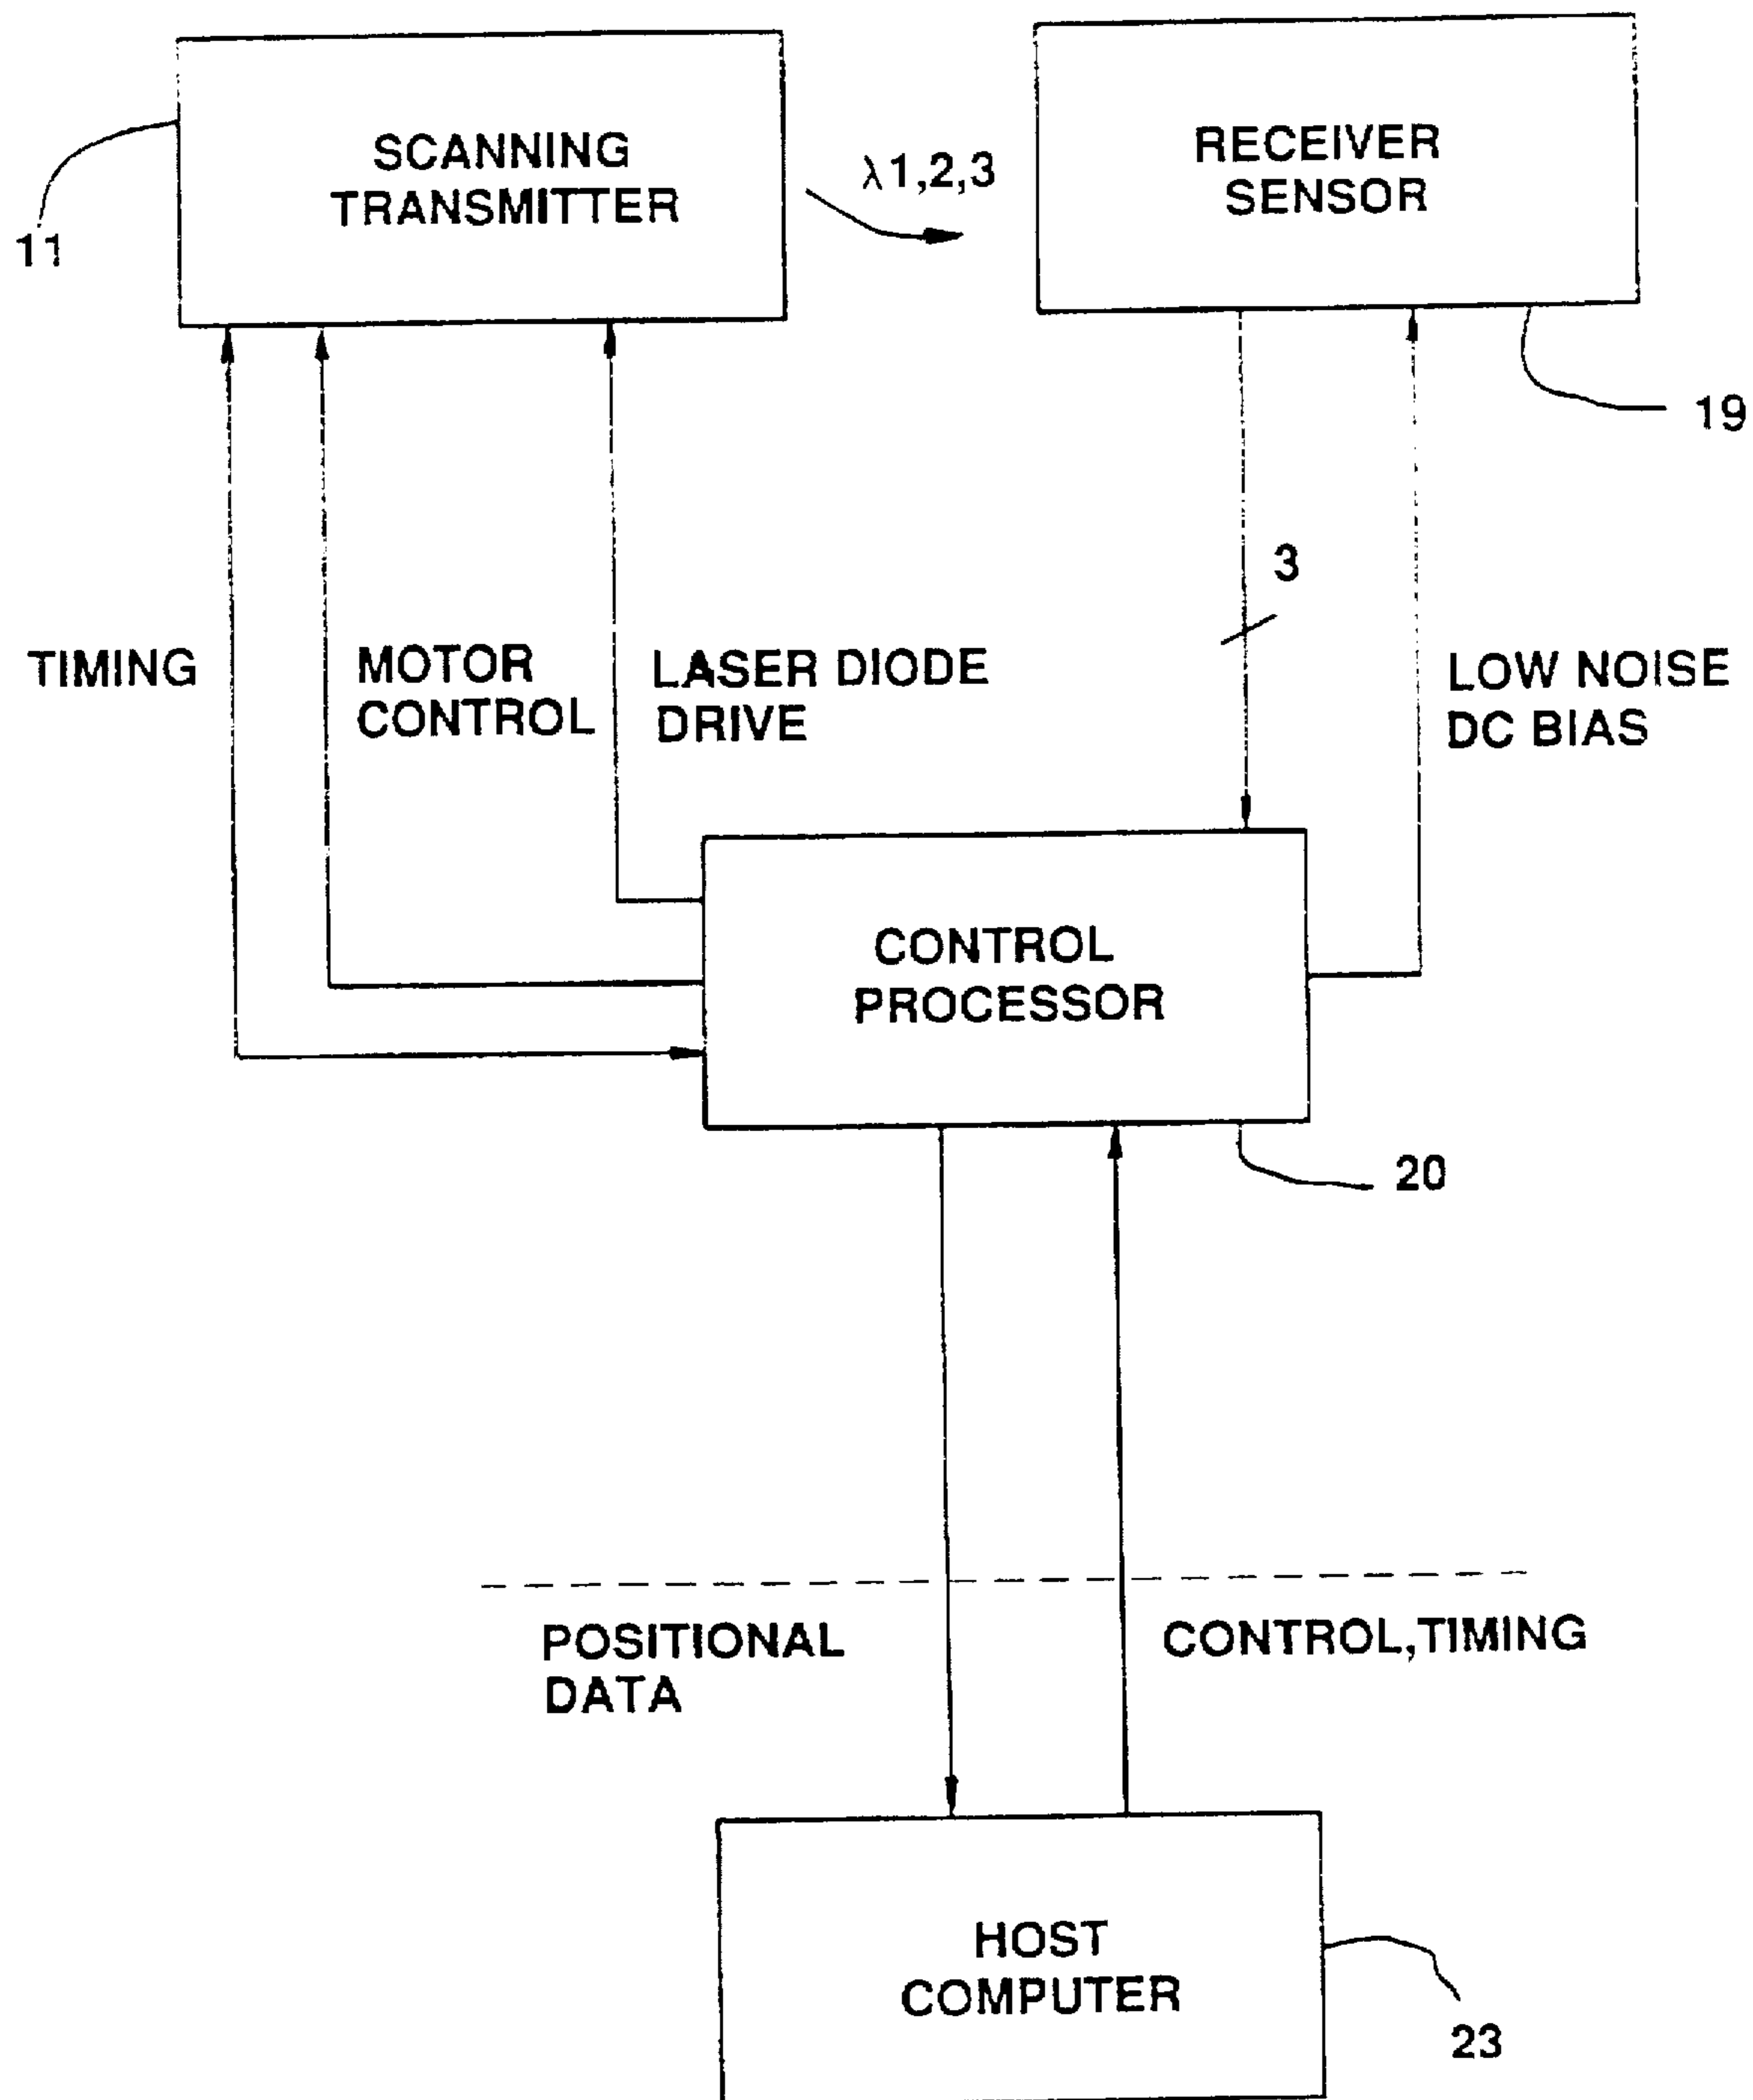 SCANNING
TRANSMITTER
11
λ1,2,3
RECEIVER
SENSOR
19
TIMING
MOTOR
CONTROL
LASER DIODE
DRIVE
3
LOW NOISE
DC BIAS
CONTROL
PROCESSOR
20
POSITIONAL
DATA
CONTROL,TIMING
HOST
COMPUTER
23